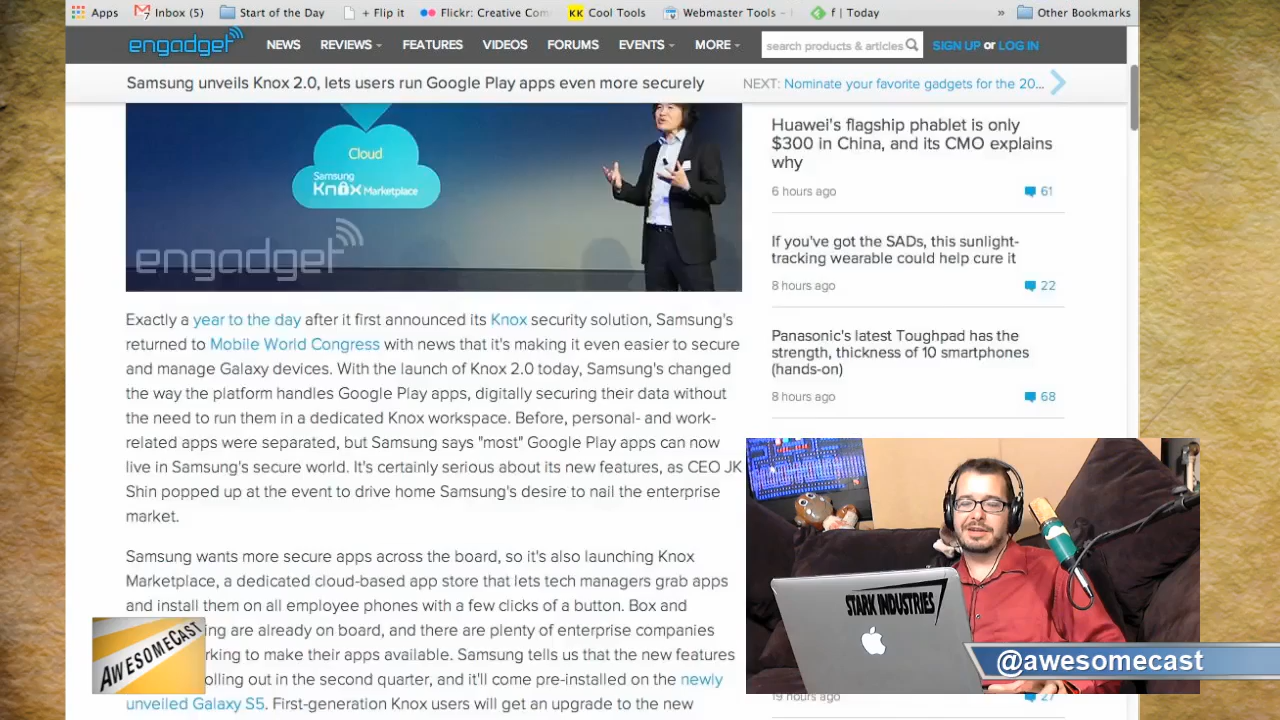 Apps Inbox (5) Start of the Day + Flip it Flickr: Create the Com KK Cool Tools Webmaster Tools - f | Today » Other Bookmarks
engadget NEWS REVIEWS FEATURES VIDEOS FORUMS EVENTS MORE search products & articles SIGN UP or LOG IN
Samsung unveils Knox 2.0, lets users run Google Play apps even more securely
NEXT: Nominate your favorite gadgets for the 20...
Cloud
Samsung
Knox Marketplace
engadget
Exactly a year to the day after it first announced its Knox security solution, Samsung's
returned to Mobile World Congress with news that it's making it even easier to secure
and manage Galaxy devices. With the launch of Knox 2.0 today, Samsung's changed
the way the platform handles Google Play apps, digitally securing their data without
the need to run them in a dedicated Knox workspace. Before, personal- and work-
related apps were separated, but Samsung says "most" Google Play apps can now
live in Samsung's secure world. It's certainly serious about its new features, as CEO JK
Shin popped up at the event to drive home Samsung's desire to nail the enterprise
market.
Samsung wants more secure apps across the board, so it's also launching Knox
Marketplace, a dedicated cloud-based app store that lets tech managers grab apps
and install them on all employee phones with a few clicks of a button. Box and
ing are already on board, and there are plenty of enterprise companies
rking to make their apps available. Samsung tells us that the new features
olling out in the second quarter, and it'll come pre-installed on the newly
unveiled Galaxy S5. First-generation Knox users will get an upgrade to the new
Huawei's flagship phablet is only
$300 in China, and its CMO explains
why
6 hours ago 61
If you've got the SADs, this sunlight-
tracking wearable could help cure it
8 hours ago 22
Panasonic's latest Toughpad has the
strength, thickness of 10 smartphones
(hands-on)
8 hours ago 68
19 hours ago 27
STARK INDUSTRIES
AWESOMECAST
@awesomecast